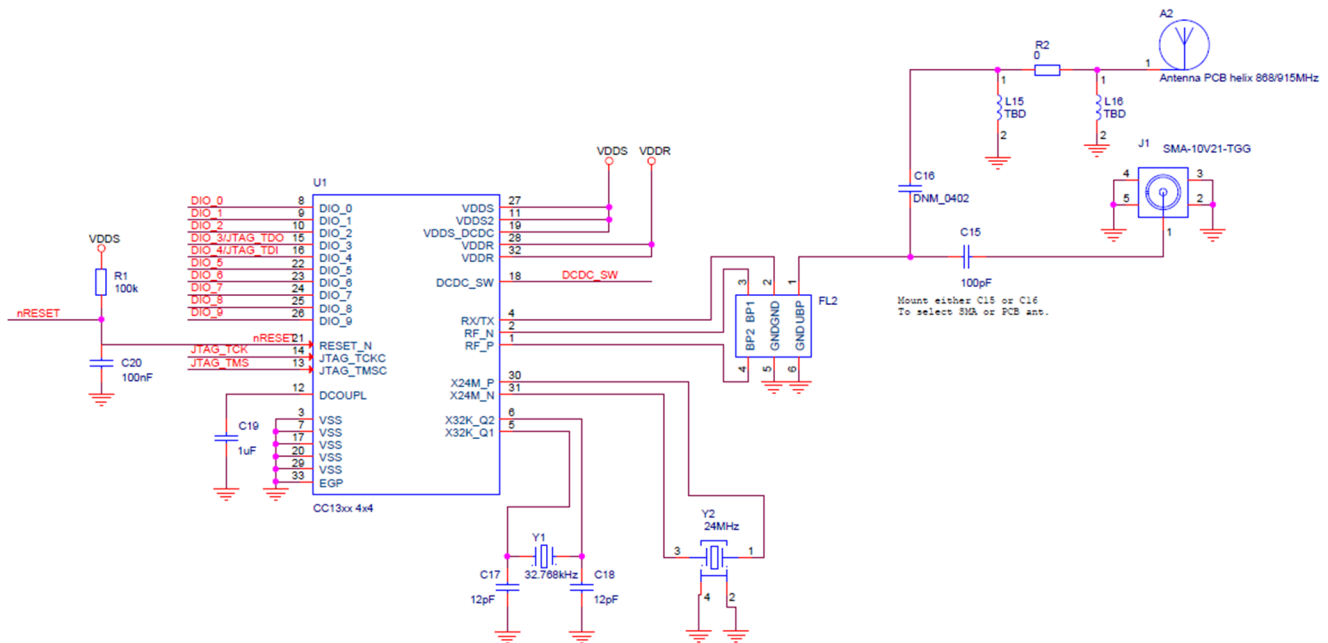 A2
R2
0
1
Antenna PCB helix 868/915MHz
1
L15
TBD
2
1
L16
TBD
2
J1
SMA-10V21-TGG
4
5
3
2
1
C16
DNM_0402
C15
100pF
Mount either C15 or C16
To select SMA or PCB ant.
VDDS
VDDR
U1
DIO_0 8 DIO_0
DIO_1 9 DIO_1
DIO_2 10 DIO_2
DIO_3/JTAG_TDO 15 DIO_3
DIO_4/JTAG_TDI 16 DIO_4
DIO_5 22 DIO_5
DIO_6 23 DIO_6
DIO_7 24 DIO_7
DIO_8 25 DIO_8
DIO_9 26 DIO_9
nRESET 21 RESET_N
JTAG_TCK 14 JTAG_TCKC
JTAG_TMS 13 JTAG_TMSC
12 DCOUPL
3 VSS
7 VSS
17 VSS
20 VSS
29 VSS
33 EGP
VDDS 27
VDDS2 11
VDDS_DCDC 19
VDDR 28
VDDR 32
DCDC_SW 18 DCDC_SW
RX/TX 4
RF_N 2
RF_P 1
X24M_P 30
X24M_N 31
X32K_Q2 6
X32K_Q1 5
CC13xx 4x4
VDDS
R1
100k
nRESET
C20
100nF
C19
1uF
3
2
1
FL2
BP2 BP1
GNDGND
GNDUBP
4
5
6
Y1
32.768kHz
C17
12pF
C18
12pF
Y2
24MHz
3
1
4
2